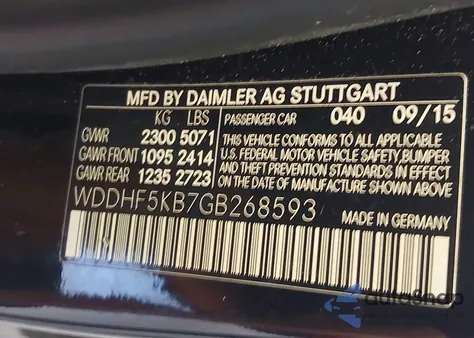 MFD BY DAIMLER AG STUTTGART
KG LBS
GVWR 2300 5071
GAWR FRONT 1095 2414
GAWR REAR 1235 2723
PASSENGER CAR 040 09/15
THIS VEHICLE CONFORMS TO ALL APPLICABLE
U.S. FEDERAL MOTOR VEHICLE SAFETY, BUMPER
AND THEFT PREVENTION STANDARDS IN EFFECT
ON THE DATE OF MANUFACTURE SHOWN ABOVE.
WDDHF5KB7GB268593
MADE IN GERMANY
autosnap